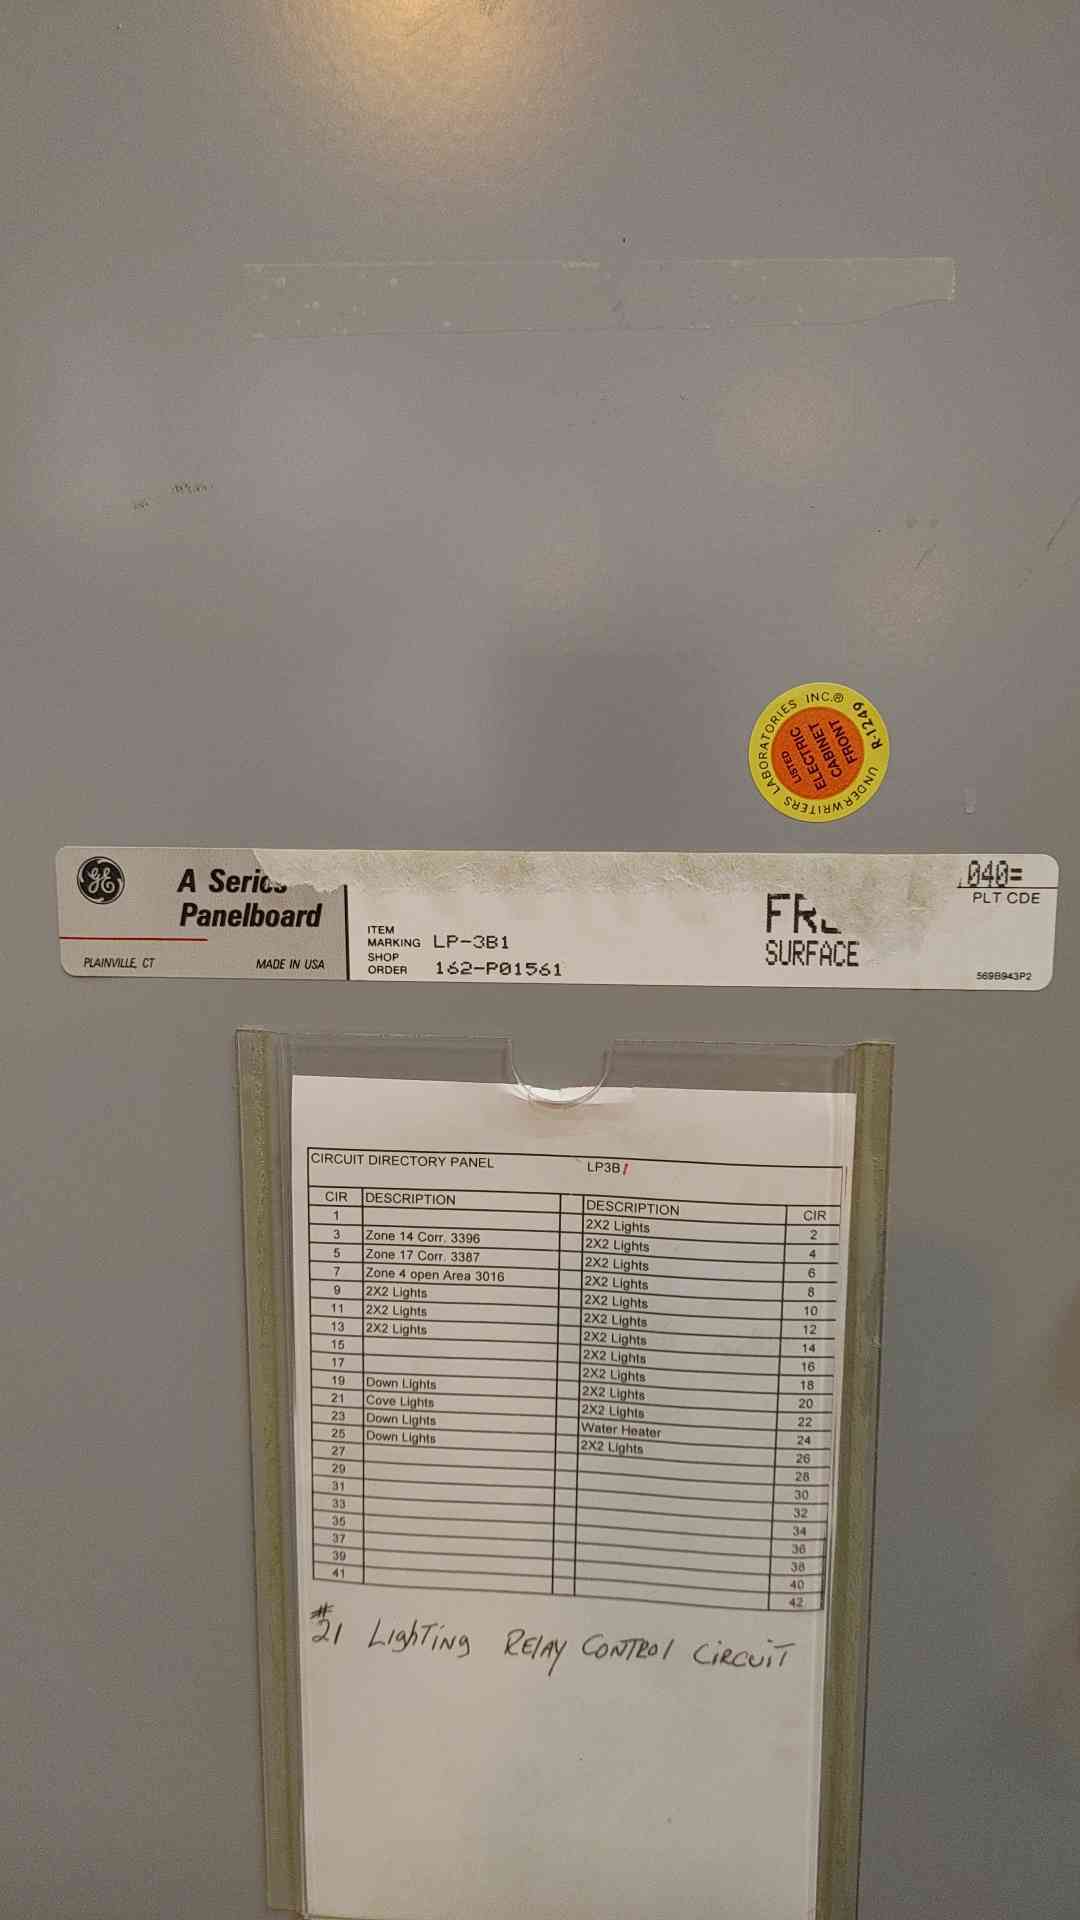 UNDERWRITERS LABORATORIES INC.® R-1249
LISTED
ELECTRIC
CABINET
FRONT
GE
A Series
Panelboard
PLAINVILLE, CT MADE IN USA
ITEM
MARKING LP-3B1
SHOP
ORDER 162-P01561
SURFACE
040=
PLT CDE
569B943P2
CIRCUIT DIRECTORY PANEL LP3B1
CIR DESCRIPTION DESCRIPTION CIR
1 2X2 Lights 2
3 Zone 14 Corr. 3396 2X2 Lights 4
5 Zone 17 Corr. 3387 2X2 Lights 6
7 Zone 4 open Area 3016 2X2 Lights 8
9 2X2 Lights 2X2 Lights 10
11 2X2 Lights 2X2 Lights 12
13 2X2 Lights 2X2 Lights 14
15 2X2 Lights 16
17 2X2 Lights 18
19 Down Lights 2X2 Lights 20
21 Cove Lights 2X2 Lights 22
23 Down Lights Water Heater 24
25 Down Lights 2X2 Lights 26
27 28
29 30
31 32
33 34
35 36
37 38
39 40
41 42
#21 LighTing RELAY CONTROl CiRCUiT